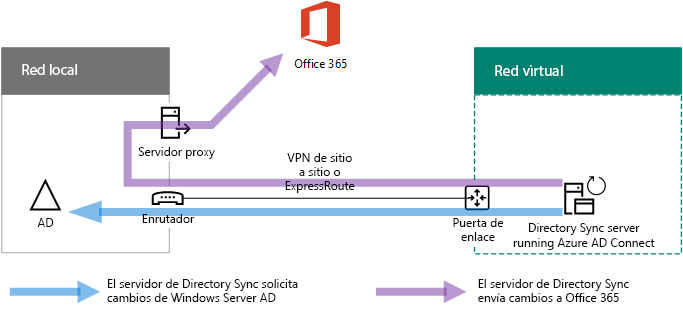 Office 365
Red local
Red virtual
Servidor proxy
VPN de sitio
a sitio o
ExpressRoute
AD
Enrutador
Puerta de
enlace
Directory Sync server
running Azure AD Connect
El servidor de Directory Sync solicita
cambios de Windows Server AD
El servidor de Directory Sync
envía cambios a Office 365